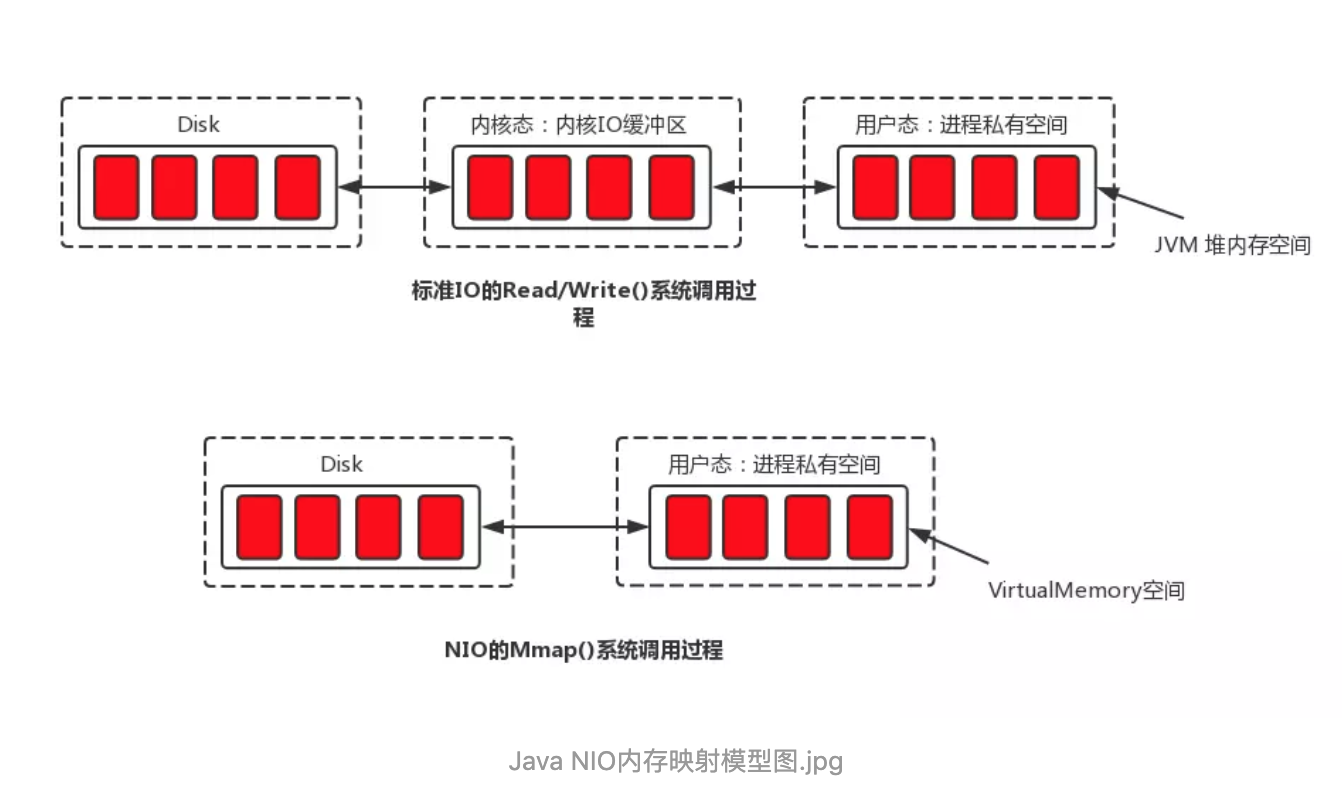 Disk
内核态：内核IO缓冲区
用户态：进程私有空间
JVM 堆内存空间
标准IO的Read/Write()系统调用过
程
Disk
用户态：进程私有空间
VirtualMemory空间
NIO的Mmap()系统调用过程
Java NIO内存映射模型图.jpg